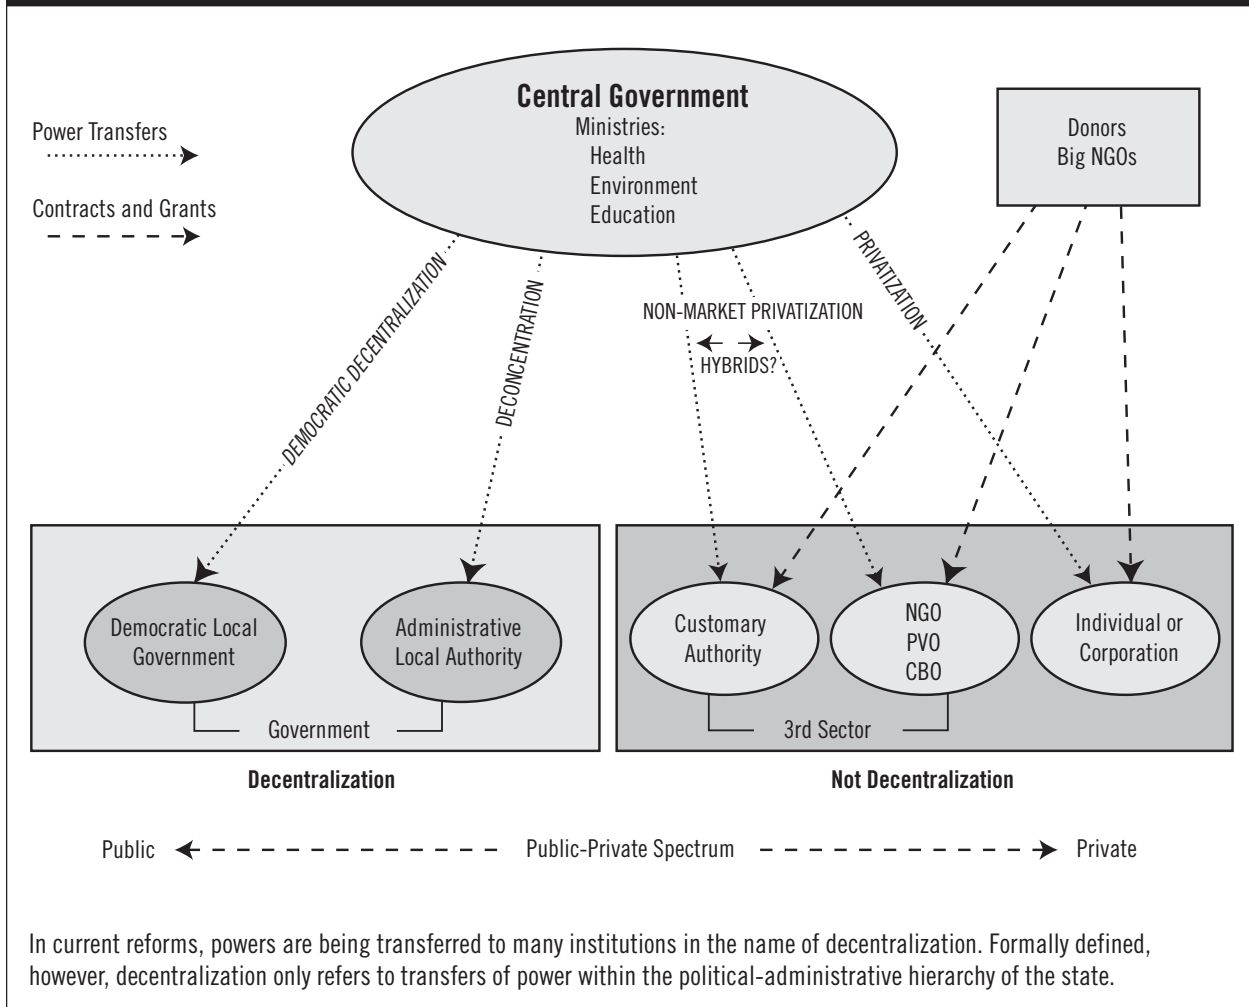 Central Government
Ministries:
Health
Environment
Education
Donors
Big NGOs
Power Transfers
Contracts and Grants
DEMOCRATIC DECENTRALIZATION
DECONCENTRATION
NON-MARKET PRIVATIZATION
HYBRIDS?
PRIVATIZATION
Democratic Local
Government
Administrative
Local Authority
Government
Customary
Authority
NGO
PVO
CBO
Individual or
Corporation
3rd Sector
Decentralization
Not Decentralization
Public
Public-Private Spectrum
Private
In current reforms, powers are being transferred to many institutions in the name of decentralization. Formally defined,
however, decentralization only refers to transfers of power within the political-administrative hierarchy of the state.